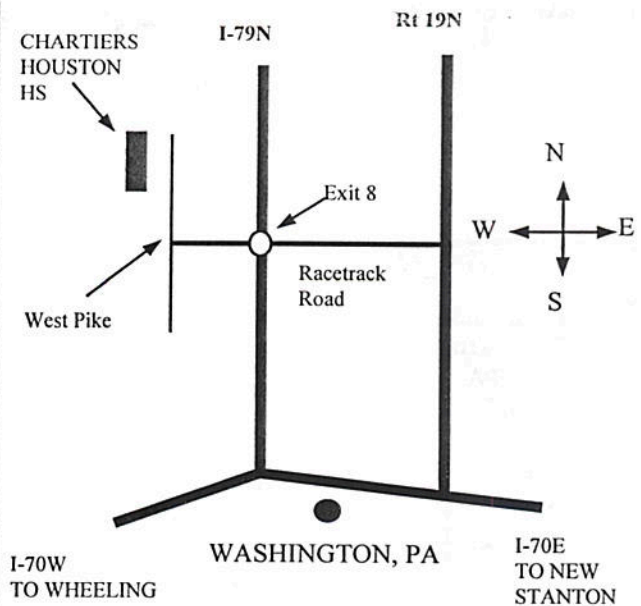 I-79N
Rt 19N
CHARTIERS
HOUSTON
HS
N
Exit 8
W
E
Racetrack
Road
S
West Pike
WASHINGTON, PA
I-70W
TO WHEELING
I-70E
TO NEW
STANTON